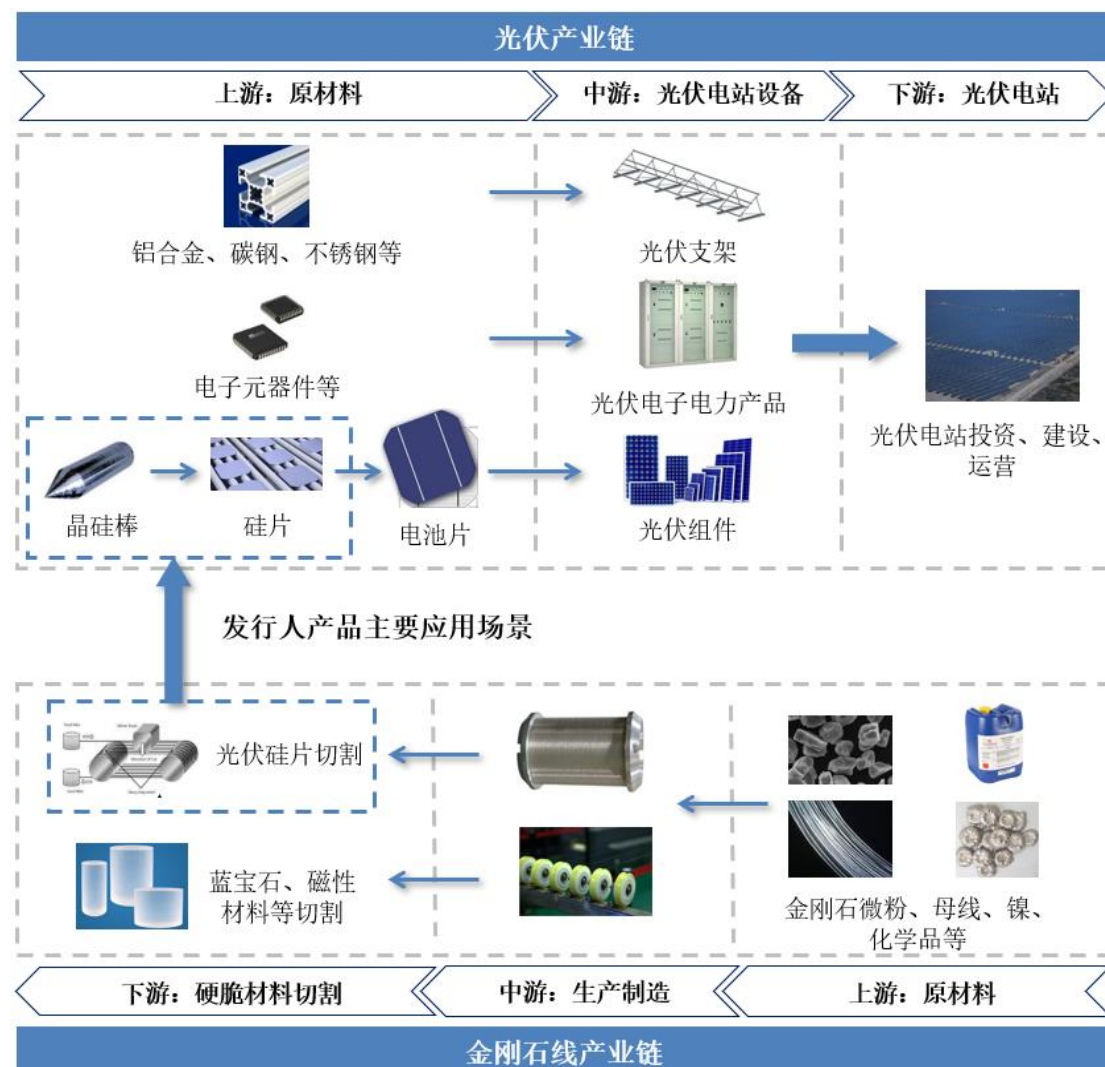 光伏产业链
上游：原材料
中游：光伏电站设备
下游：光伏电站
铝合金、碳钢、不锈钢等
光伏支架
电子元器件等
光伏电子电力产品
光伏电站投资、建设、
运营
晶硅棒
硅片
电池片
光伏组件
发行人产品主要应用场景
光伏硅片切割
蓝宝石、磁性
材料等切割
金刚石微粉、母线、镍、
化学品等
下游：硬脆材料切割
中游：生产制造
上游：原材料
金刚石线产业链